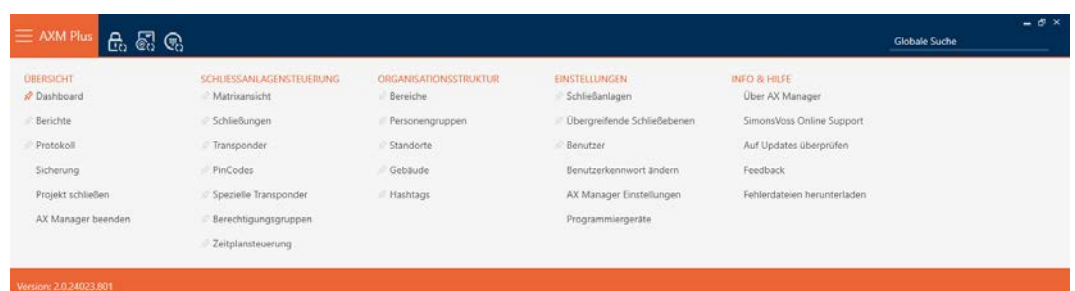 AXM Plus
Globale Suche
ÜBERSICHT
Dashboard
Berichte
Protokoll
Sicherung
Projekt schließen
AX Manager beenden
SCHLIESSANLAGENSTEUERUNG
Matrixansicht
Schließungen
Transponder
PinCodes
Spezielle Transponder
Berechtigungsgruppen
Zeitplansteuerung
ORGANISATIONSSTRUKTUR
Bereiche
Personengruppen
Standorte
Gebäude
Hashtags
EINSTELLUNGEN
Schließanlagen
Übergreifende Schließebenen
Benutzer
Benutzerkennwort ändern
AX Manager Einstellungen
Programmiergeräte
INFO & HILFE
Über AX Manager
SimonsVoss Online Support
Auf Updates überprüfen
Feedback
Fehlerdateien herunterladen
Version: 2.0.24023.801